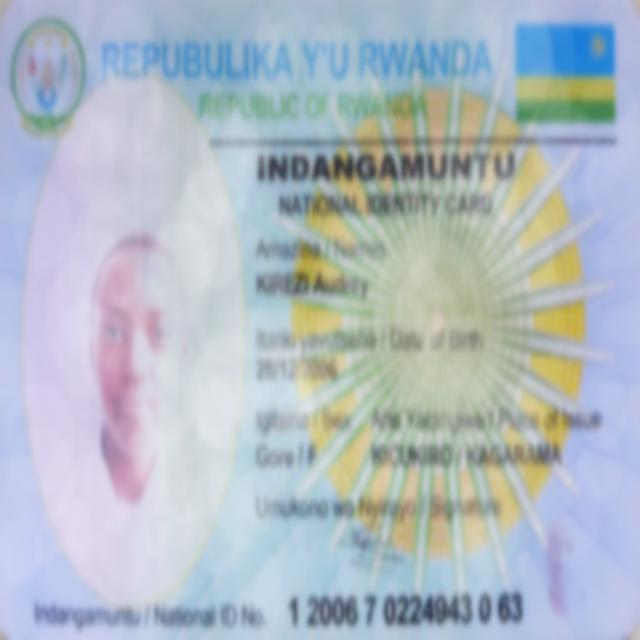 REPUBULIKA Y'U RWANDA
REPUBLIC OF RWANDA
INDANGAMUNTU
NATIONAL IDENTITY CARD
Amazina / Names
KIREZI Audrey
Itariki yavutseho / Date of Birth
28/12/2006
Igitsina / Sex Aho Yatangiwe / Place of Issue
Gore / F KICUKIRO / KAGARAMA
Umukono wa Nyirayo / Signature
Indangamuntu / National ID No. 1 2006 7 0224943 0 63